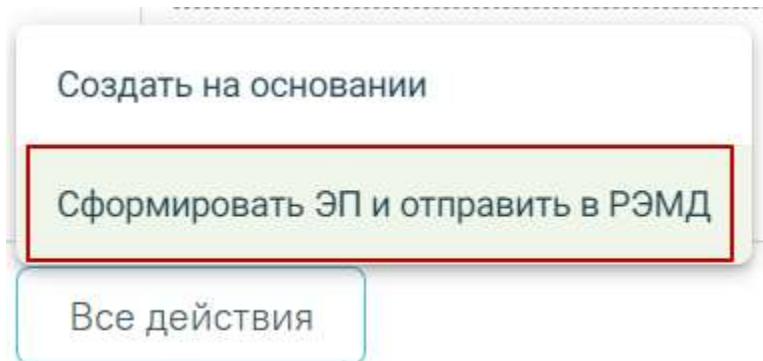 Создать на основании
Сформировать ЭП и отправить в РЭМД
Все действия